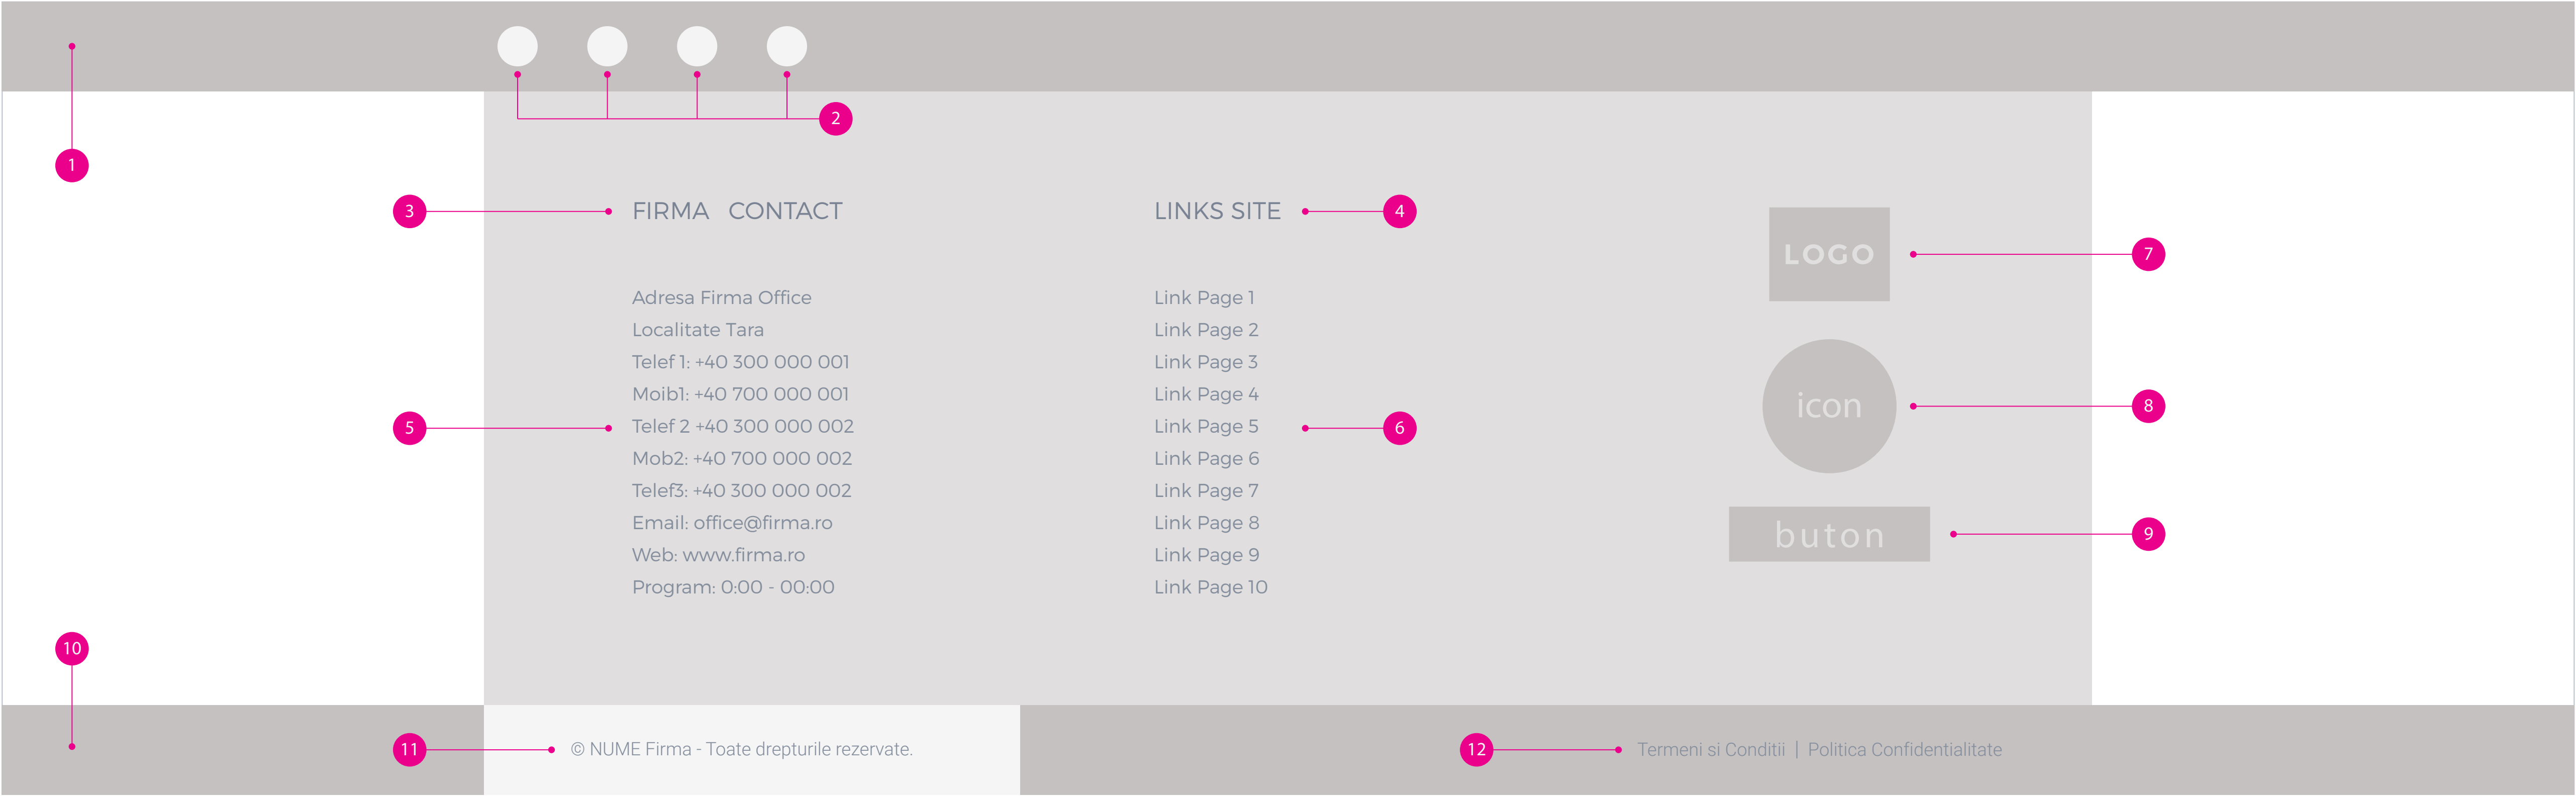 2
1
3
FIRMA CONTACT
LINKS SITE
4
Adresa Firma Office
Localitate Tara
Telef 1: +40 300 000 001
Moib1: +40 700 000 001
5
Telef 2 +40 300 000 002
Mob2: +40 700 000 002
Telef3: +40 300 000 002
Email: office@firma.ro
Web: www.firma.ro
Program: 0:00 - 00:00
Link Page 1
Link Page 2
Link Page 3
Link Page 4
Link Page 5
6
Link Page 6
Link Page 7
Link Page 8
Link Page 9
Link Page 10
LOGO
7
icon
8
buton
9
10
11
© NUME Firma - Toate drepturile rezervate.
12
Termeni si Conditii | Politica Confidentialitate